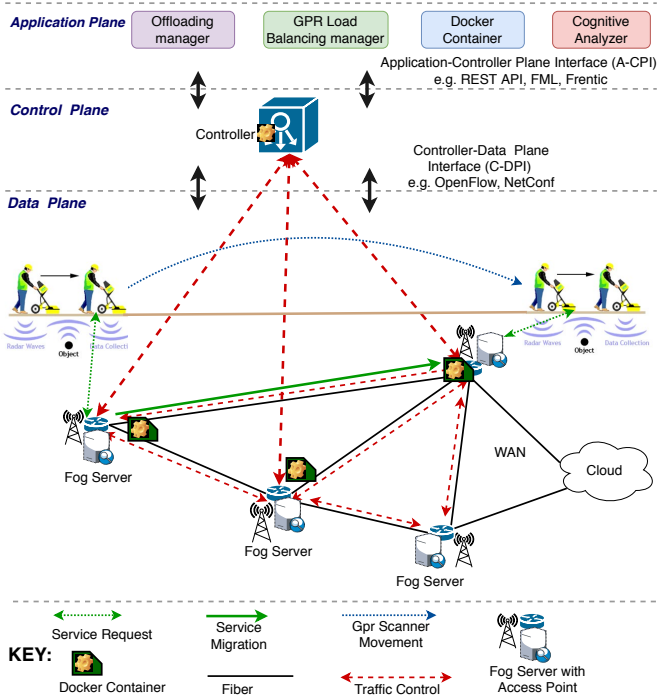 Application Plane
Offloading
manager
GPR Load
Balancing manager
Docker
Container
Cognitive
Analyzer
Application-Controller Plane Interface (A-CPI)
e.g. REST API, FML, Frentic
Control Plane
Controller
Controller-Data Plane
Interface (C-DPI)
e.g. OpenFlow, NetConf
Data Plane
Radar Waves
Object
Data Collecti
Radar Waves
Object
Data Collection
Fog Server
Fog Server
Fog Server
WAN
Cloud
KEY:
Service Request
Service
Migration
Gpr Scanner
Movement
Fog Server with
Access Point
Docker Container
Fiber
Traffic Control